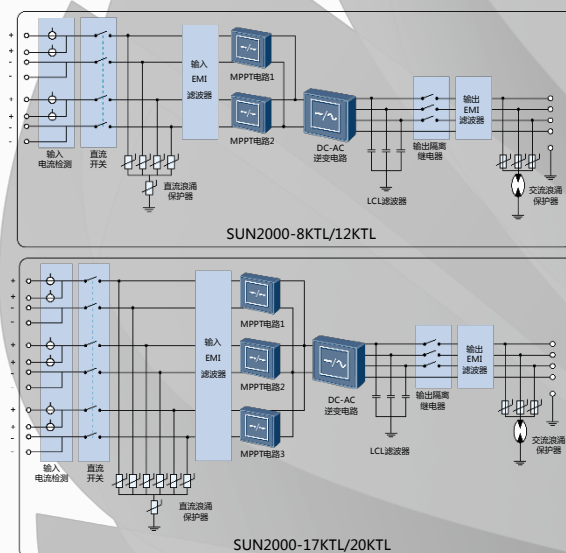 +
+
-
-
+
+
-
-
输入
电流检测
直流
开关
直流浪涌
保护器
输入
EMI
滤波器
MPPT电路1
MPPT电路2
DC-AC
逆变电路
LCL滤波器
输出隔离
继电器
输出
EMI
滤波器
交流浪涌
保护器
SUN2000-8KTL/12KTL
+
+
-
-
+
+
-
-
+
+
-
-
输入
电流检测
直流
开关
直流浪涌
保护器
输入
EMI
滤波器
MPPT电路1
MPPT电路2
MPPT电路3
DC-AC
逆变电路
LCL滤波器
输出隔离
继电器
输出
EMI
滤波器
交流浪涌
保护器
SUN2000-17KTL/20KTL